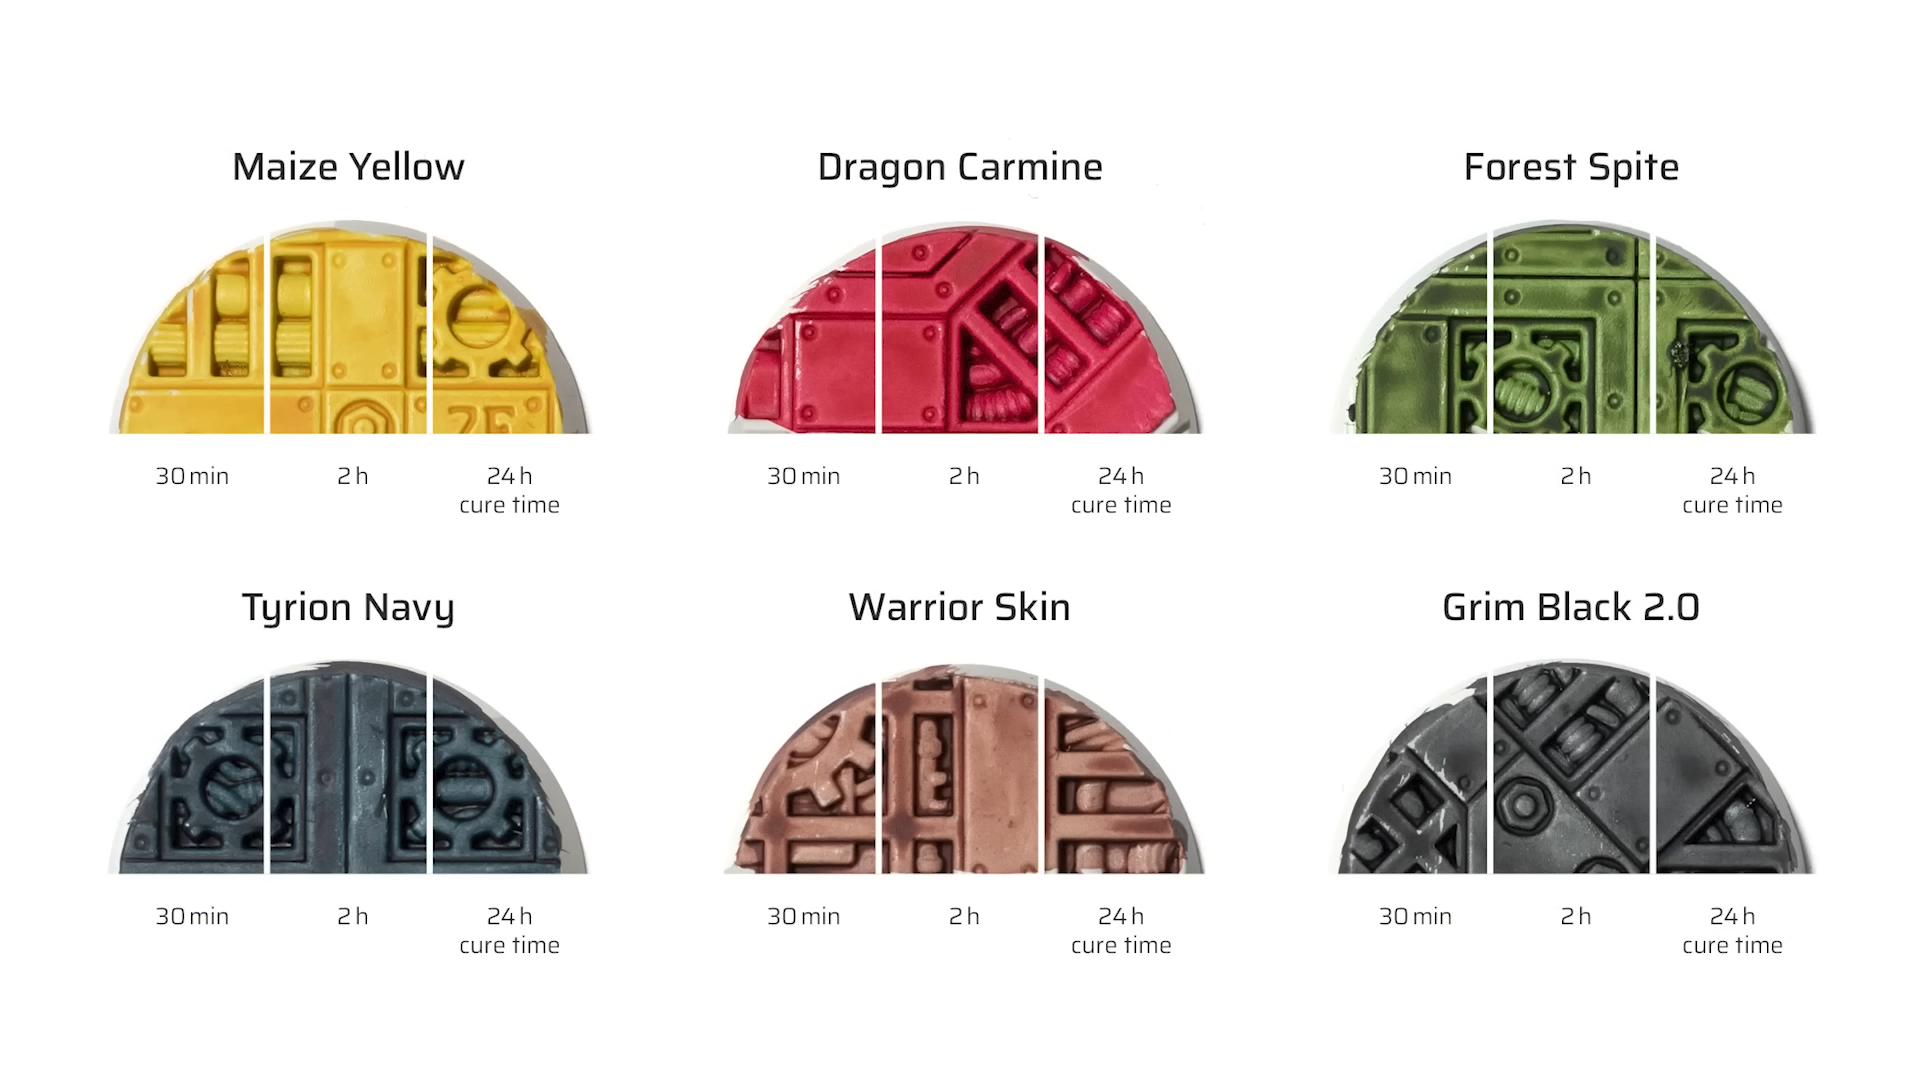 Maize Yellow
Dragon Carmine
Forest Spite
ZF
30 min
2 h
24 h
cure time
30 min
2 h
24 h
cure time
30 min
2 h
24 h
cure time
Tyrion Navy
Warrior Skin
Grim Black 2.0
30 min
2 h
24 h
cure time
30 min
2 h
24 h
cure time
30 min
2 h
24 h
cure time